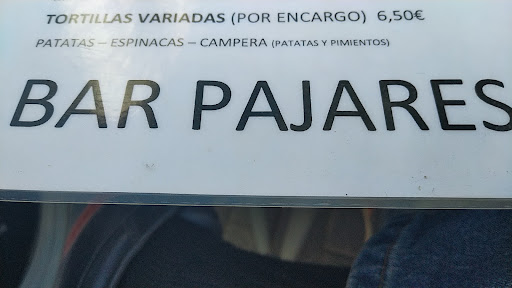 TORTILLAS VARIADAS (POR ENCARGO) 6,50€
PATATAS – ESPINACAS – CAMPERA (PATATAS Y PIMIENTOS)
BAR PAJARES